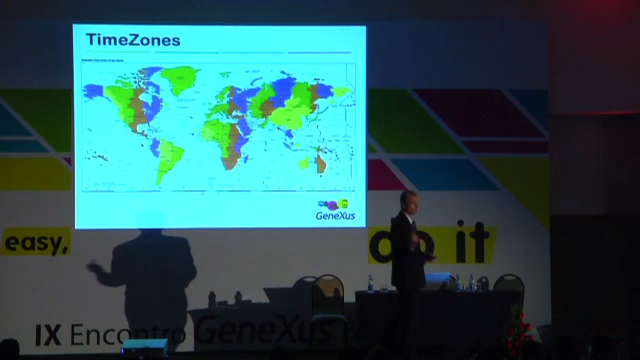 TimeZones
GeneXus
easy,
do it
IX Encontro GeneXus